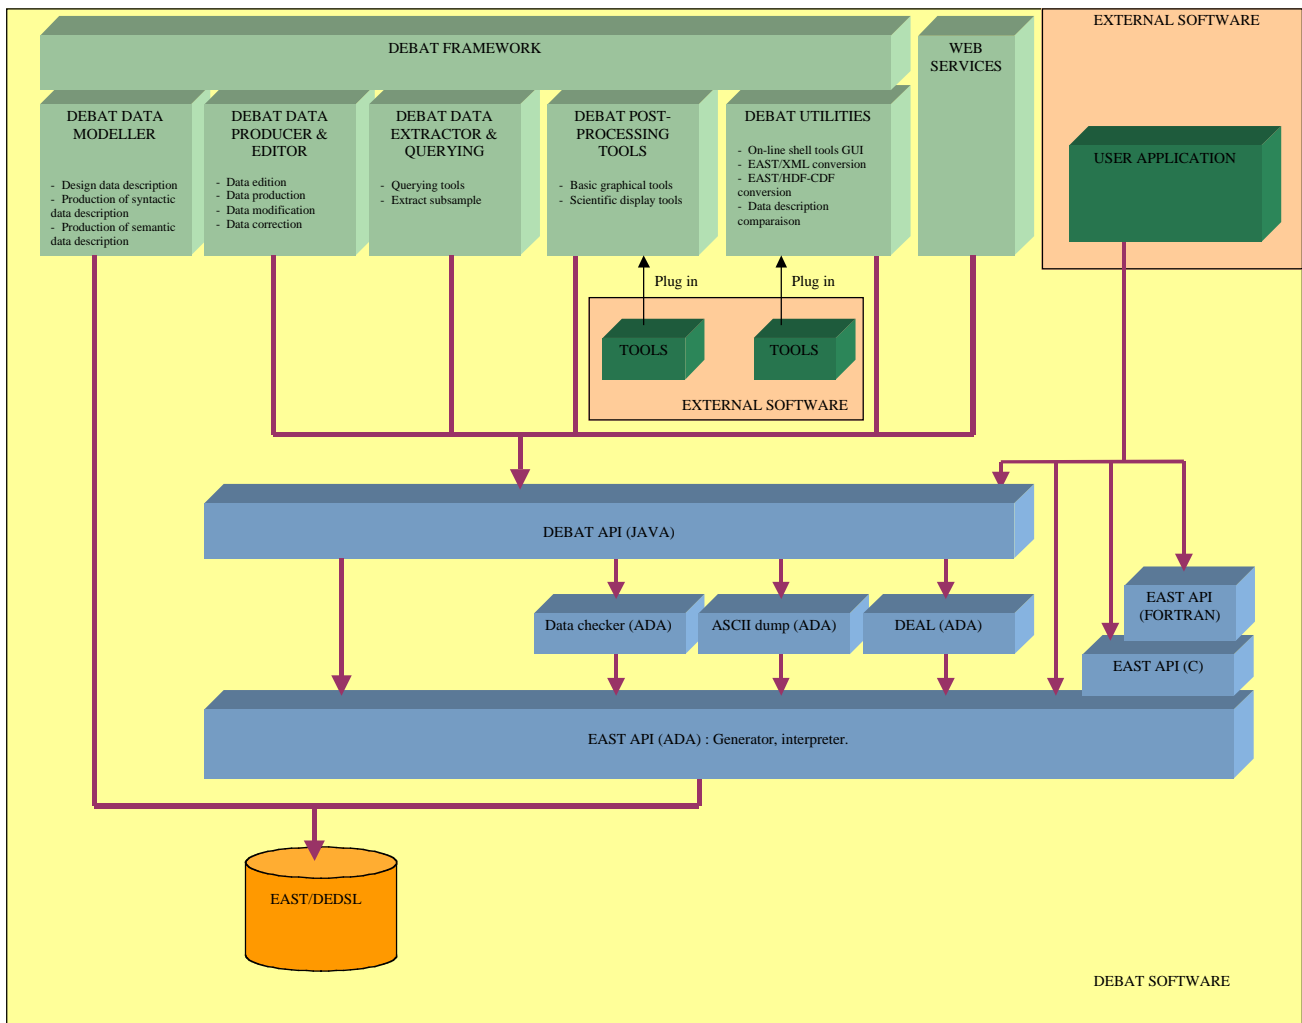 EXTERNAL SOFTWARE
DEBAT FRAMEWORK
WEB
SERVICES
DEBAT DATA
MODELLER
- Design data description
- Production of syntactic
data description
- Production of semantic
data description
DEBAT DATA
PRODUCER &
EDITOR
- Data edition
- Data production
- Data modification
- Data correction
DEBAT DATA
EXTRACTOR &
QUERYING
- Querying tools
- Extract subsample
DEBAT POST-
PROCESSING
TOOLS
- Basic graphical tools
- Scientific display tools
DEBAT UTILITIES
- On-line shell tools GUI
- EAST/XML conversion
- EAST/HDF-CDF
conversion
- Data description
comparaison
USER APPLICATION
Plug in
Plug in
TOOLS
TOOLS
EXTERNAL SOFTWARE
DEBAT API (JAVA)
Data checker (ADA)
ASCII dump (ADA)
DEAL (ADA)
EAST API
(FORTRAN)
EAST API (C)
EAST API (ADA) : Generator, interpreter.
EAST/DEDSL
DEBAT SOFTWARE